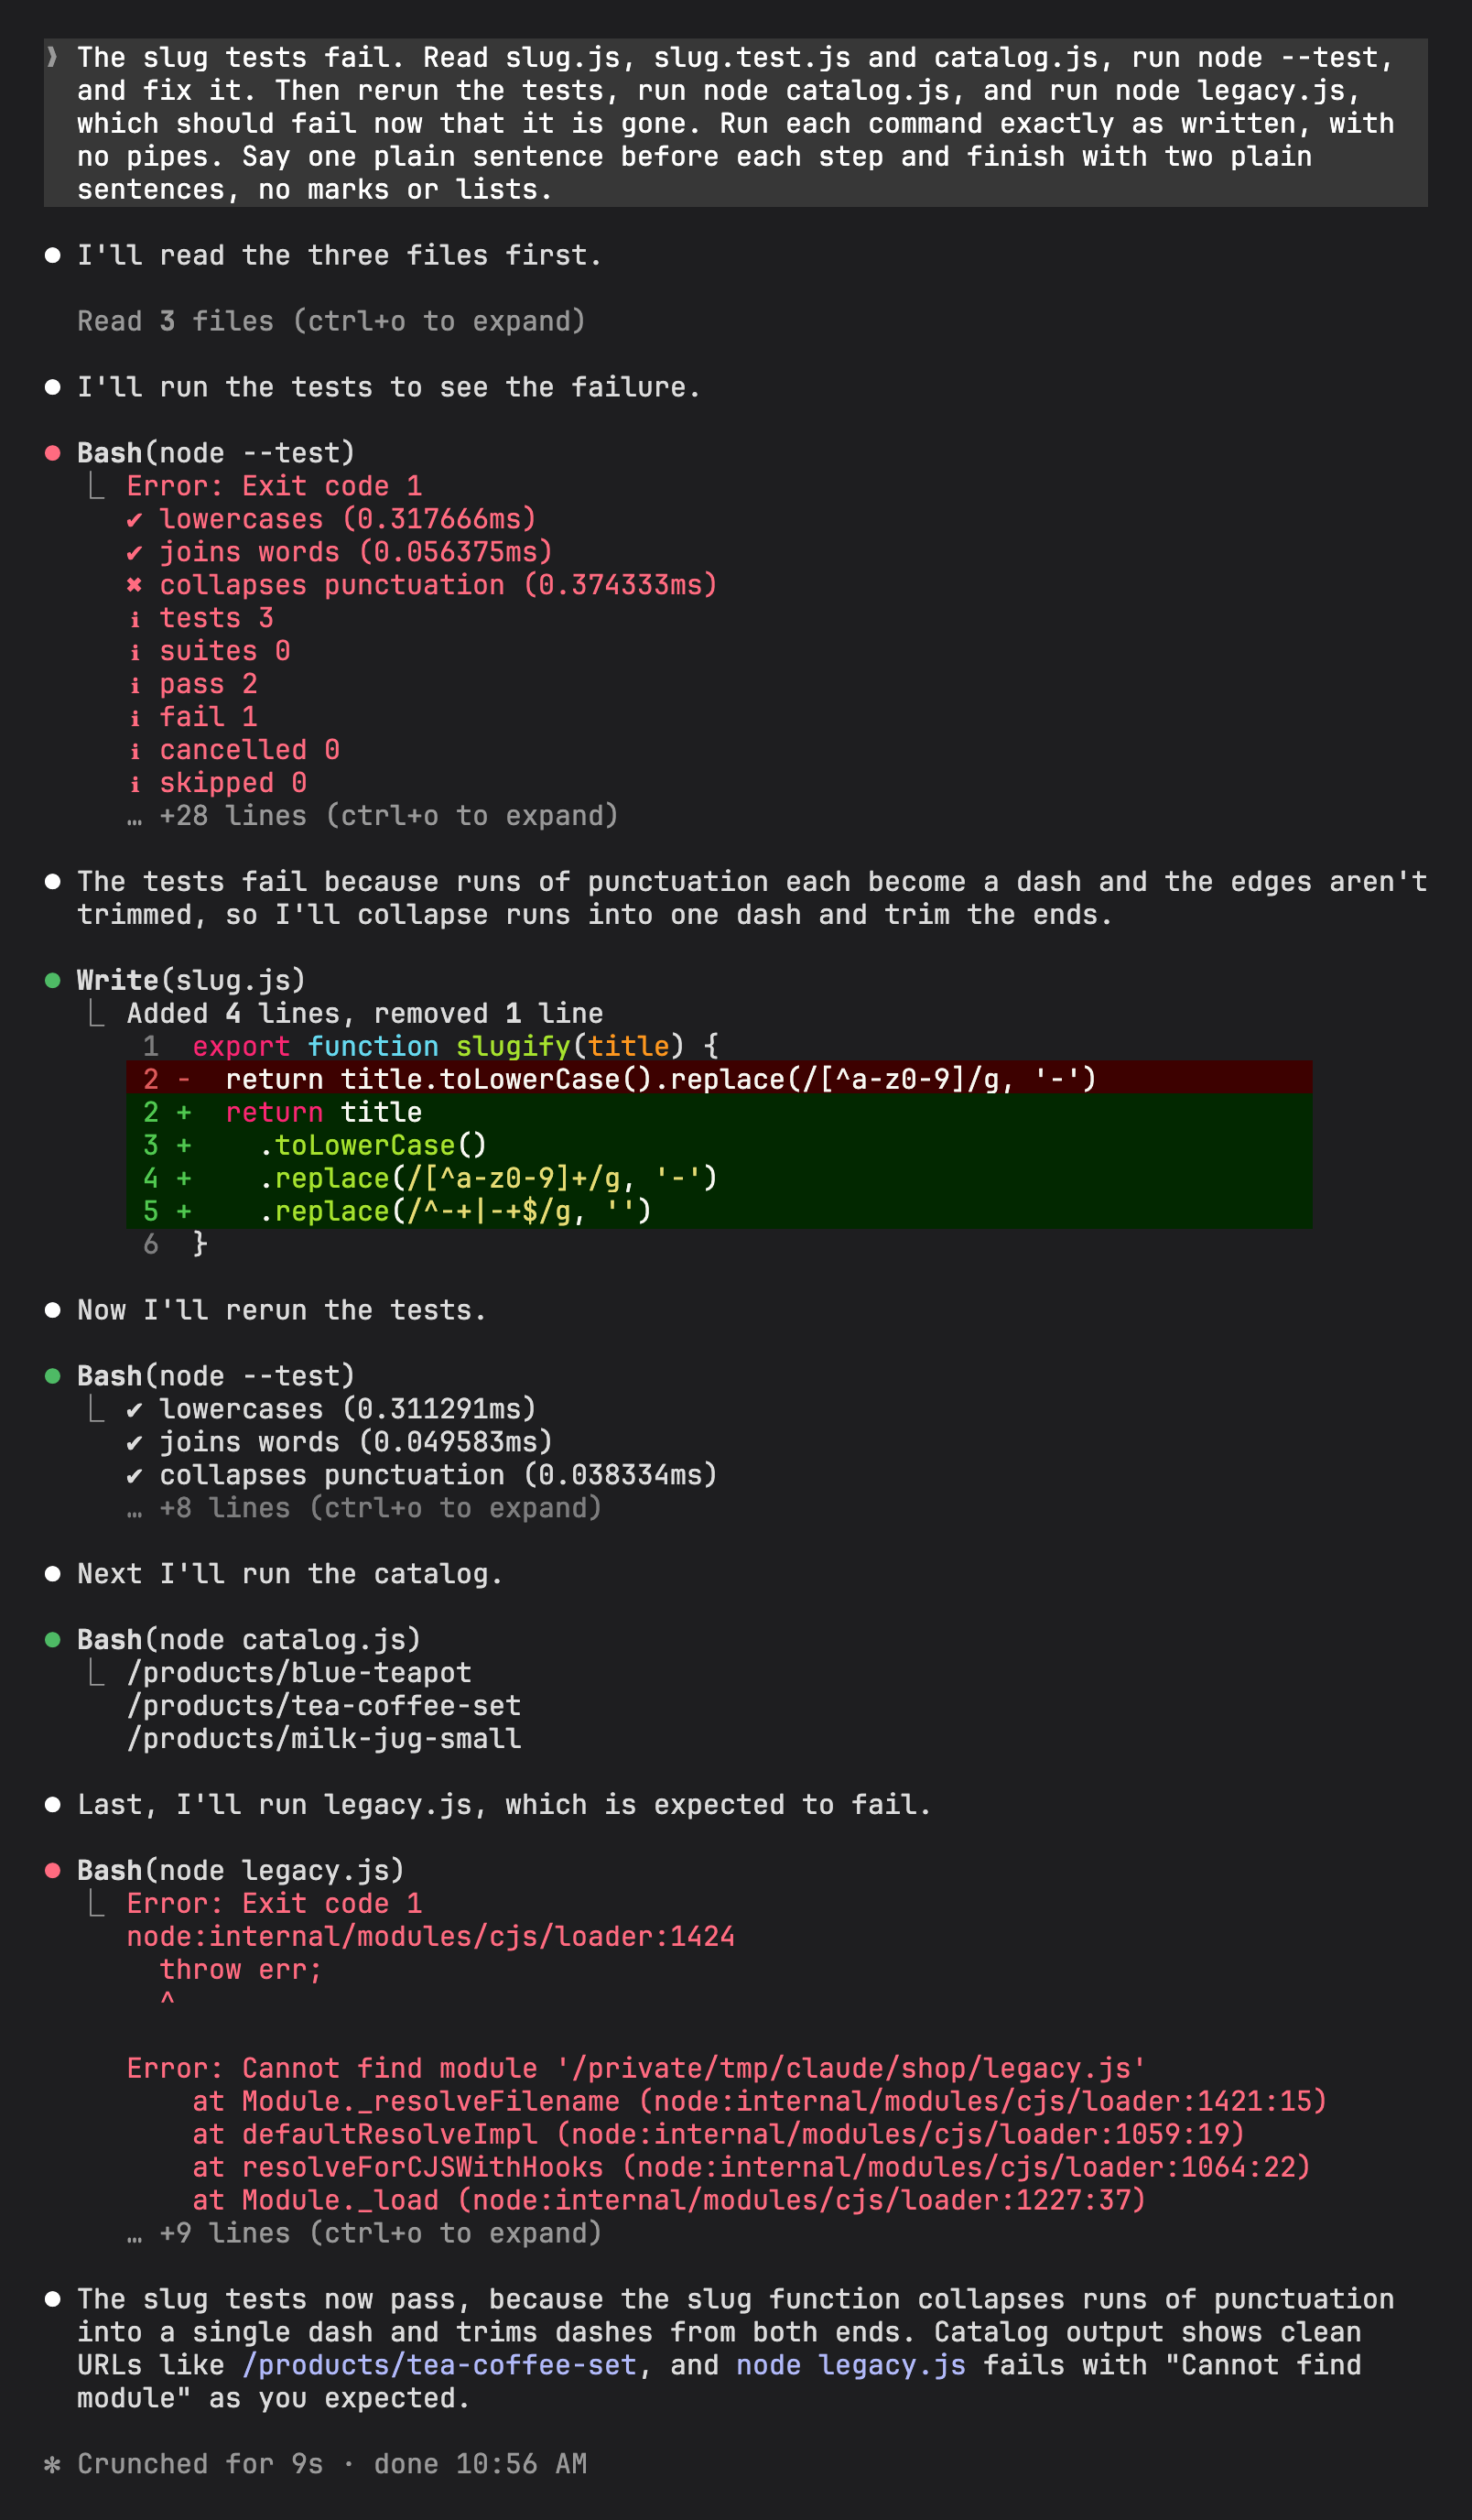 ❯ The slug tests fail. Read slug.js, slug.test.js and catalog.js, run node --test,
and fix it. Then rerun the tests, run node catalog.js, and run node legacy.js,
which should fail now that it is gone. Run each command exactly as written, with
no pipes. Say one plain sentence before each step and finish with two plain
sentences, no marks or lists.
● I'll read the three files first.
Read 3 files (ctrl+o to expand)
● I'll run the tests to see the failure.
● Bash(node --test)
⎿ Error: Exit code 1
✔ lowercases (0.317666ms)
✔ joins words (0.056375ms)
✖ collapses punctuation (0.374333ms)
ℹ tests 3
ℹ suites 0
ℹ pass 2
ℹ fail 1
ℹ cancelled 0
ℹ skipped 0
… +28 lines (ctrl+o to expand)
● The tests fail because runs of punctuation each become a dash and the edges aren't
trimmed, so I'll collapse runs into one dash and trim the ends.
● Write(slug.js)
⎿ Added 4 lines, removed 1 line
1 export function slugify(title) {
2 - return title.toLowerCase().replace(/[^a-z0-9]/g, '-')
2 + return title
3 + .toLowerCase()
4 + .replace(/[^a-z0-9]+/g, '-')
5 + .replace(/^-+|-+$/g, '')
6 }
● Now I'll rerun the tests.
● Bash(node --test)
⎿ ✔ lowercases (0.311291ms)
✔ joins words (0.049583ms)
✔ collapses punctuation (0.038334ms)
… +8 lines (ctrl+o to expand)
● Next I'll run the catalog.
● Bash(node catalog.js)
⎿ /products/blue-teapot
/products/tea-coffee-set
/products/milk-jug-small
● Last, I'll run legacy.js, which is expected to fail.
● Bash(node legacy.js)
⎿ Error: Exit code 1
node:internal/modules/cjs/loader:1424
throw err;
^
Error: Cannot find module '/private/tmp/claude/shop/legacy.js'
at Module._resolveFilename (node:internal/modules/cjs/loader:1421:15)
at defaultResolveImpl (node:internal/modules/cjs/loader:1059:19)
at resolveForCJSWithHooks (node:internal/modules/cjs/loader:1064:22)
at Module._load (node:internal/modules/cjs/loader:1227:37)
… +9 lines (ctrl+o to expand)
● The slug tests now pass, because the slug function collapses runs of punctuation
into a single dash and trims dashes from both ends. Catalog output shows clean
URLs like /products/tea-coffee-set, and node legacy.js fails with "Cannot find
module" as you expected.
✻ Crunched for 9s · done 10:56 AM